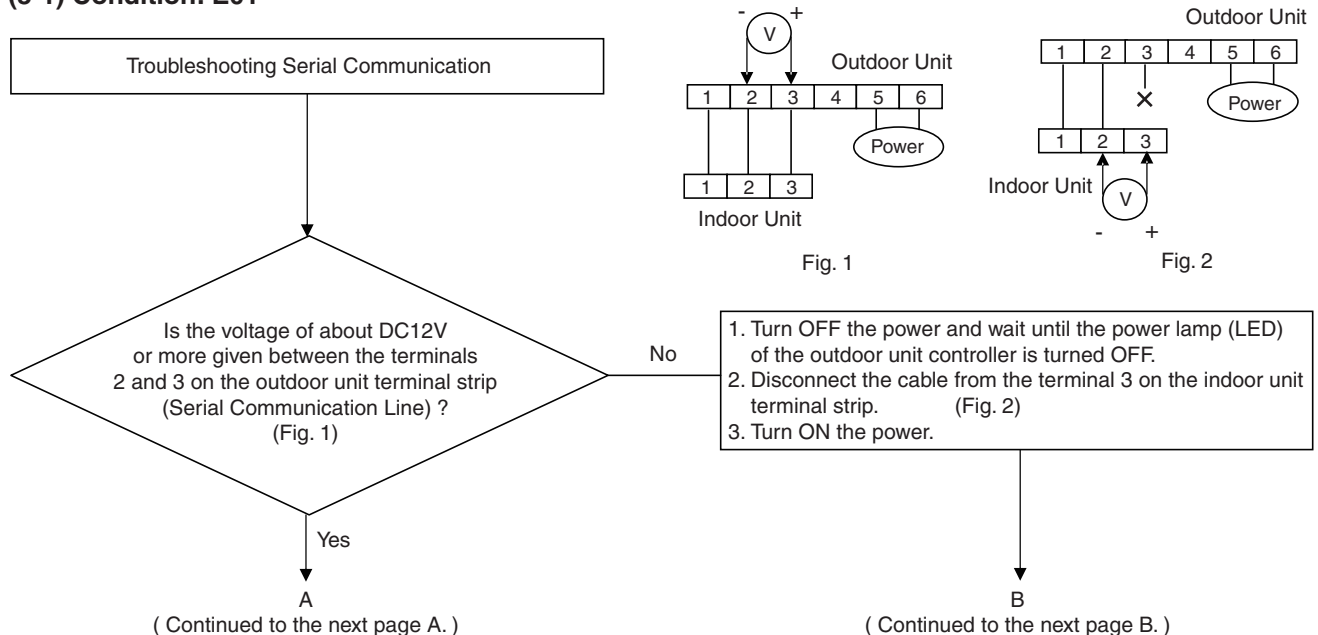 Troubleshooting Serial Communication
- +
V
Outdoor Unit
1 2 3 4 5 6
Power
1 2 3
Indoor Unit
Fig. 1
Outdoor Unit
1 2 3 4 5 6
×
Power
1 2 3
Indoor Unit
V
- +
Fig. 2
Is the voltage of about DC12V
or more given between the terminals
2 and 3 on the outdoor unit terminal strip
(Serial Communication Line) ?
(Fig. 1)
No
1. Turn OFF the power and wait until the power lamp (LED)
of the outdoor unit controller is turned OFF.
2. Disconnect the cable from the terminal 3 on the indoor unit
terminal strip. (Fig. 2)
3. Turn ON the power.
Yes
A
( Continued to the next page A. )
B
( Continued to the next page B. )